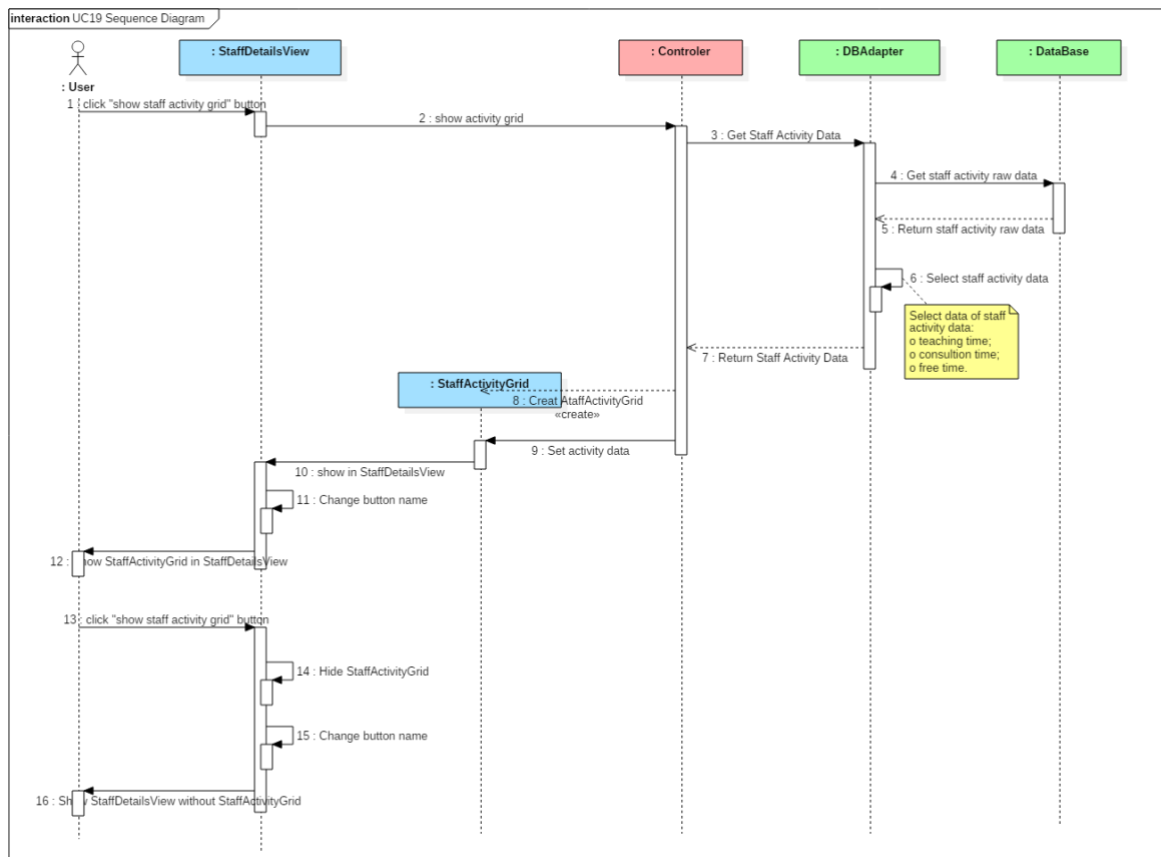 interaction UC19 Sequence Diagram
: StaffDetailsView
: Controler
: DBAdapter
: DataBase
: User
1 : click "show staff activity grid" button
2 : show activity grid
3 : Get Staff Activity Data
4 : Get staff activity raw data
5 : Return staff activity raw data
6 : Select staff activity data
Select data of staff
activity data:
o teaching time;
o consultion time;
o free time.
7 : Return Staff Activity Data
: StaffActivityGrid
8 : Creat AtaffActivityGrid
«create»
9 : Set activity data
10 : show in StaffDetailsView
11 : Change button name
12 : show StaffActivityGrid in StaffDetailsView
13 : click "show staff activity grid" button
14 : Hide StaffActivityGrid
15 : Change button name
16 : Show StaffDetailsView without StaffActivityGrid